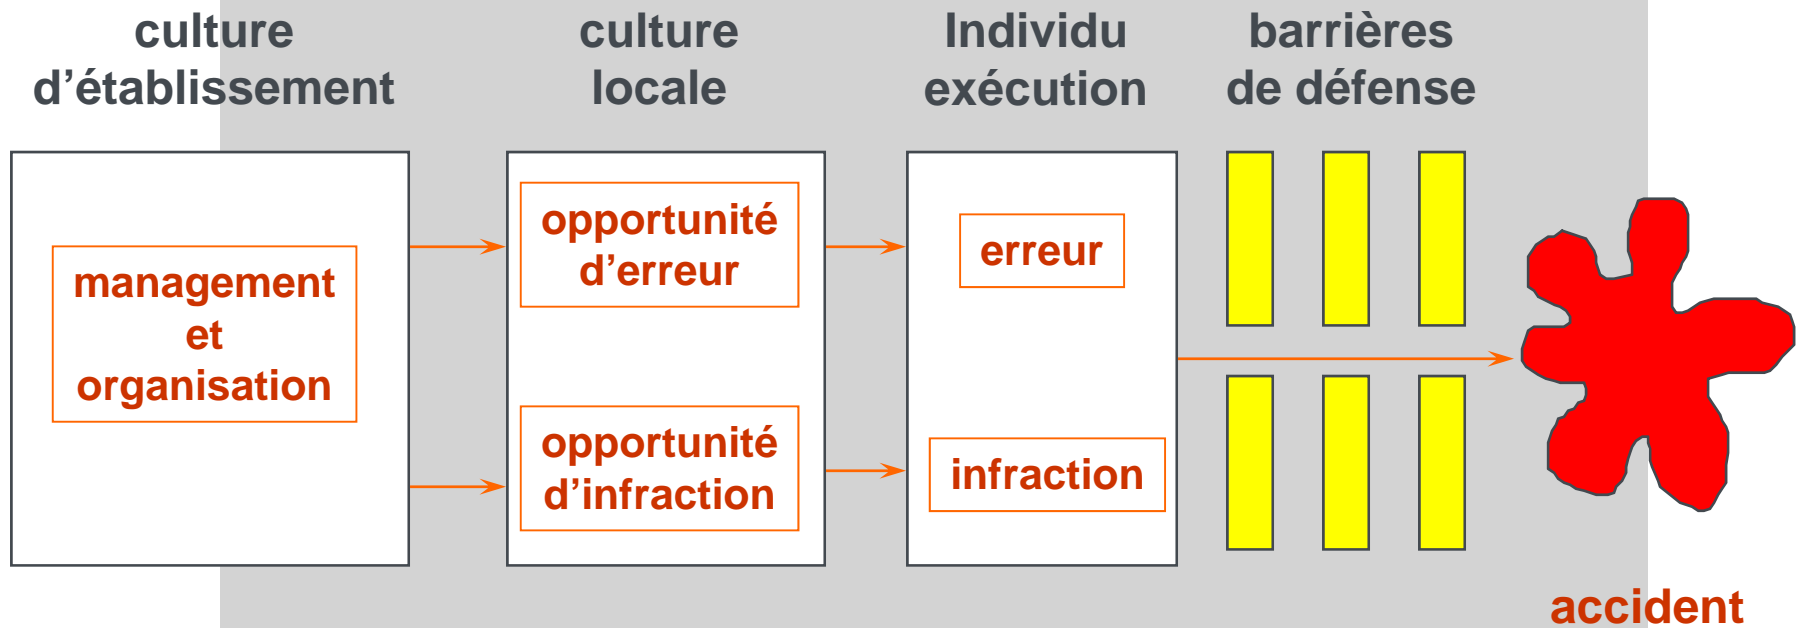 culture
d’établissement
culture
locale
Individu
exécution
barrières
de défense
management
et
organisation
opportunité
d’erreur
opportunité
d’infraction
erreur
infraction
accident